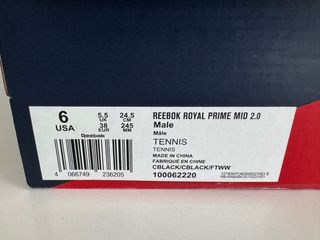 6
USA
5.5
UK
24.5
CM
38
EUR
245
MM
Reebok
4 066749 236205
REEBOK ROYAL PRIME MID 2.0
Male
Mâle
TENNIS
TENNIS
MADE IN CHINA
FABRIQUÉ EN CHINE
CBLACK/CBLACK/FTWW
100062220